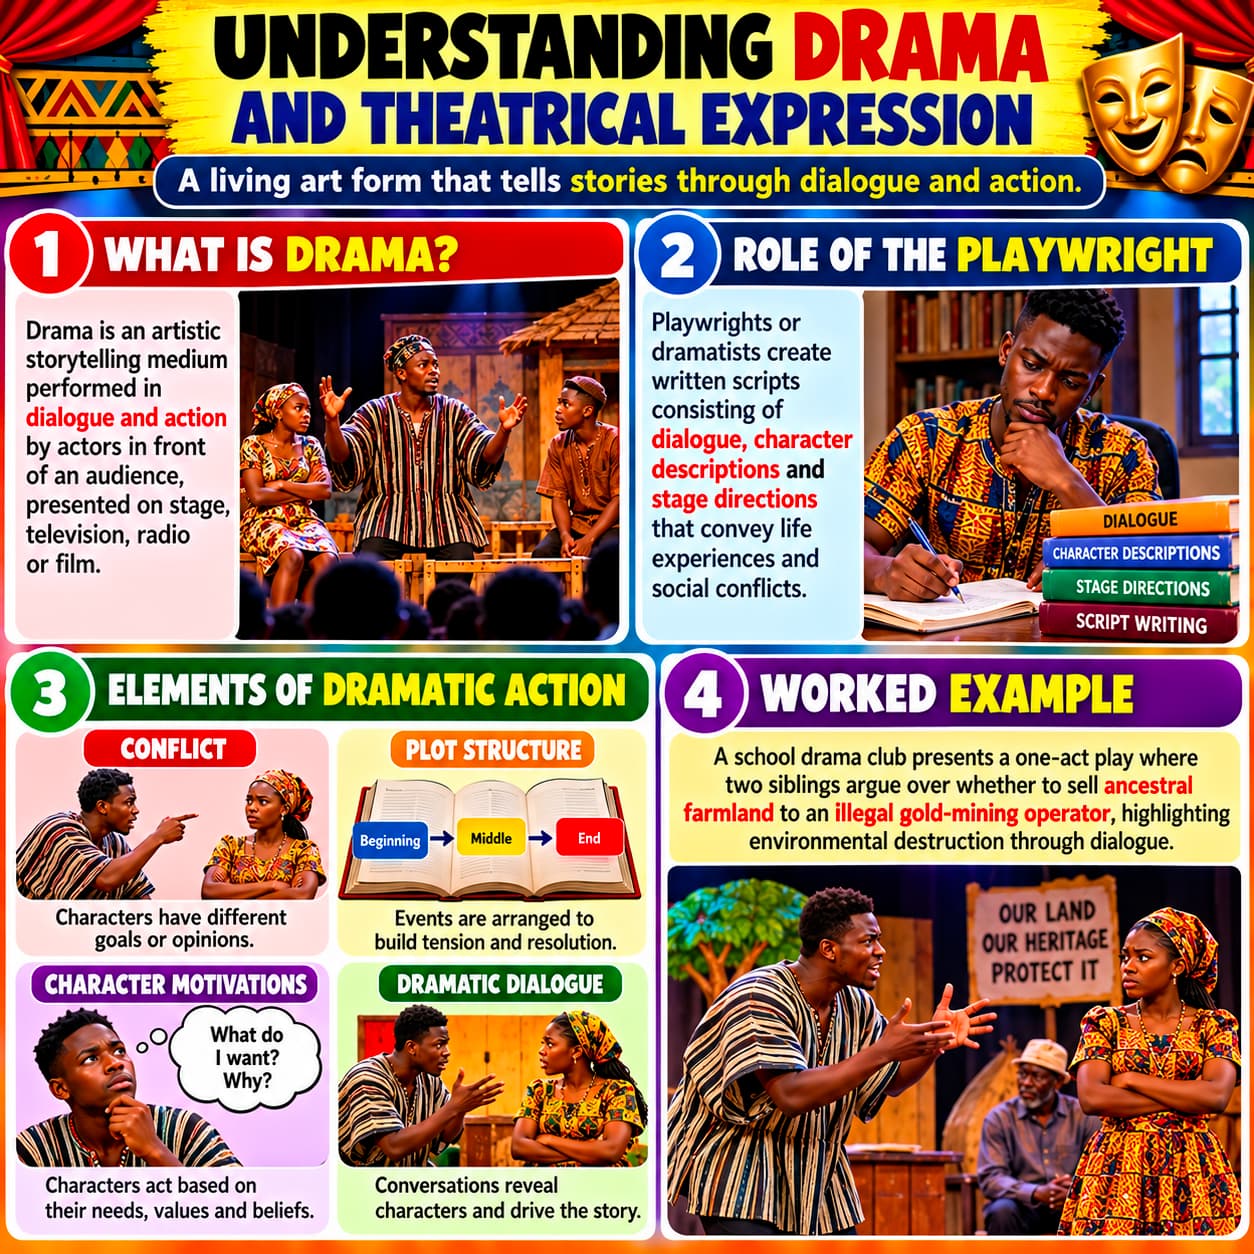 UNDERSTANDING DRAMA
AND THEATRICAL EXPRESSION
A living art form that tells stories through dialogue and action.
1 WHAT IS DRAMA?
Drama is an artistic
storytelling medium
performed in
dialogue and action
by actors in front
of an audience,
presented on stage,
television, radio
or film.
2 ROLE OF THE PLAYWRIGHT
Playwrights or
dramatists create
written scripts
consisting of
dialogue, character
descriptions and
stage directions
that convey life
experiences and
social conflicts.
DIALOGUE
CHARACTER DESCRIPTIONS
STAGE DIRECTIONS
SCRIPT WRITING
3 ELEMENTS OF DRAMATIC ACTION
CONFLICT
Characters have different
goals or opinions.
PLOT STRUCTURE
Beginning
Middle
End
Events are arranged to
build tension and resolution.
CHARACTER MOTIVATIONS
What do
I want?
Why?
Characters act based on
their needs, values and beliefs.
DRAMATIC DIALOGUE
Conversations reveal
characters and drive the story.
4 WORKED EXAMPLE
A school drama club presents a one-act play where
two siblings argue over whether to sell ancestral
farmland to an illegal gold-mining operator, highlighting
environmental destruction through dialogue.
OUR LAND
OUR HERITAGE
PROTECT IT